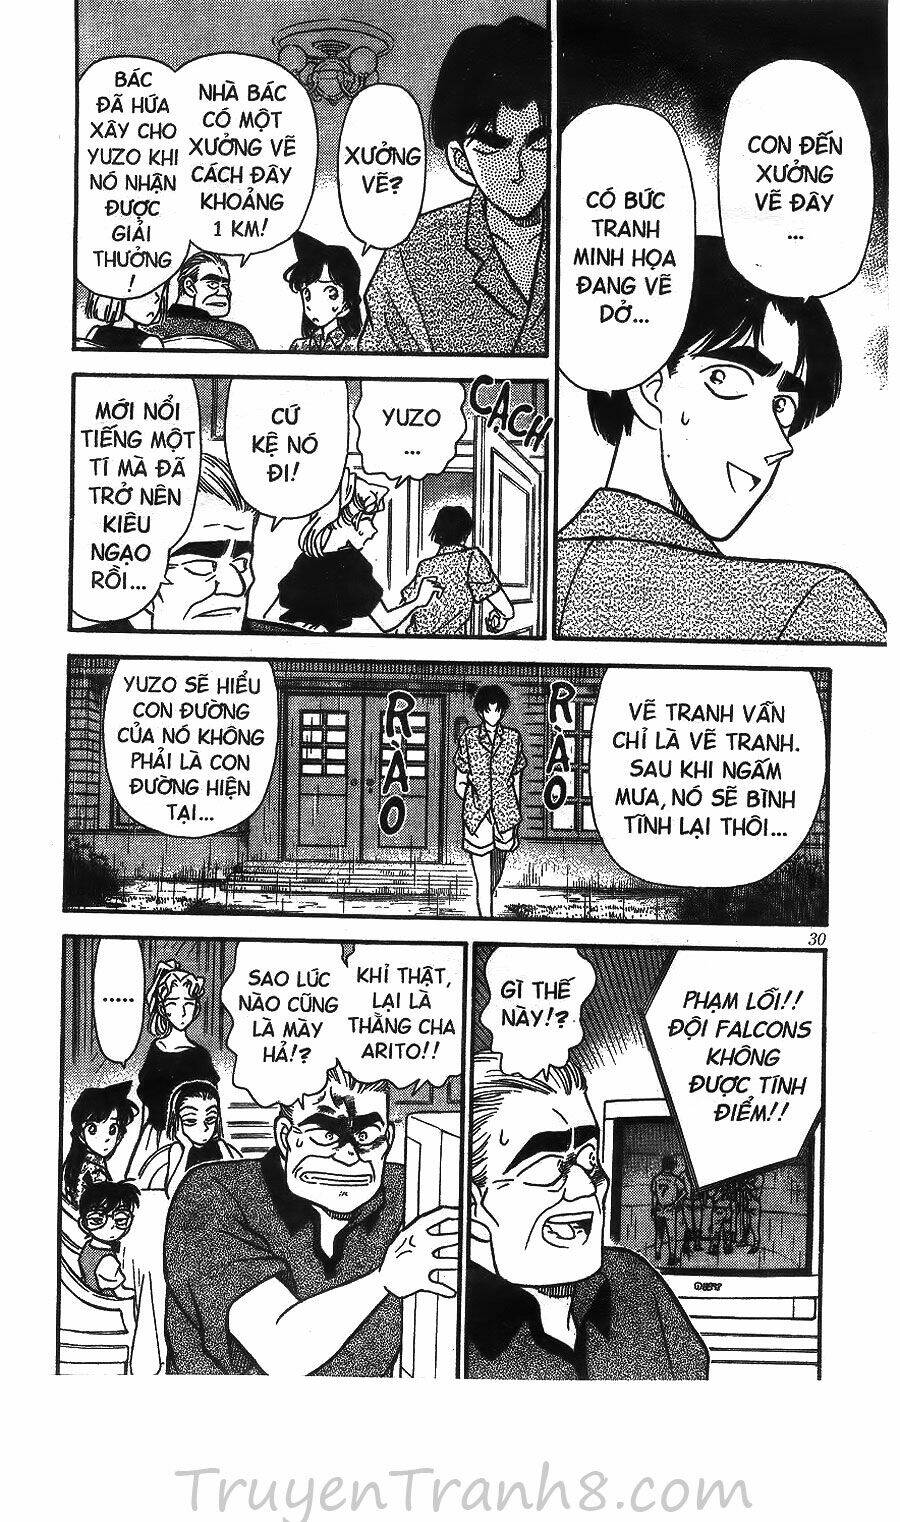 CON ĐẾN
XƯỞNG
VẼ ĐÂY
...
CÓ BỨC
TRANH
MINH HỌA
ĐANG VẼ
DỞ...
XƯỞNG
VẼ?
NHÀ BÁC
CÓ MỘT
XƯỞNG VẼ
CÁCH ĐÂY
KHOẢNG
1 KM!
BÁC
ĐÃ HỨA
XÂY CHO
YUZO KHI
NÓ NHẬN
ĐƯỢC
GIẢI
THƯỞNG
!
CẠCH
YUZO
...
CỨ
KỆ NÓ
ĐI!
MỚI NỔI
TIẾNG MỘT
TÍ MÀ ĐÃ
TRỞ NÊN
KIÊU
NGẠO
RỒI...
VẼ TRANH VẪN
CHỈ LÀ VẼ TRANH.
SAU KHI NGẤM
MƯA, NÓ SẼ BÌNH
TĨNH LẠI THÔI...
RÀO
RÀO
YUZO SẼ HIỂU
CON ĐƯỜNG
CỦA NÓ KHÔNG
PHẢI LÀ CON
ĐƯỜNG HIỆN
TẠI...
30
PHẠM LỐI!!
ĐỘI FALCONS
KHÔNG
ĐƯỢC TÍNH
ĐIỂM!!
GÌ THẾ
NÀY!?
KHỈ THẬT,
LẠI LÀ
THẰNG CHA
ARITO!!
SAO LÚC
NÀO CŨNG
LÀ MÀY
HẢ!?
......
TruyenTranh8.com